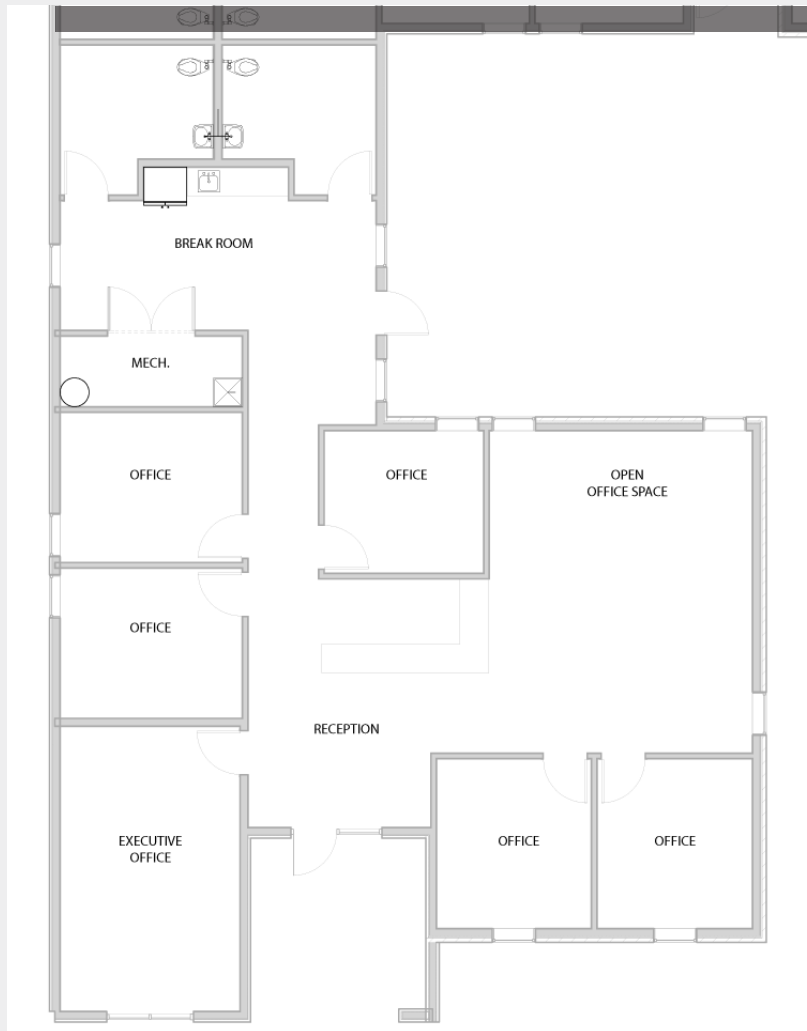 BREAK ROOM
MECH.
OFFICE
OFFICE
OPEN
OFFICE SPACE
OFFICE
RECEPTION
EXECUTIVE
OFFICE
OFFICE
OFFICE